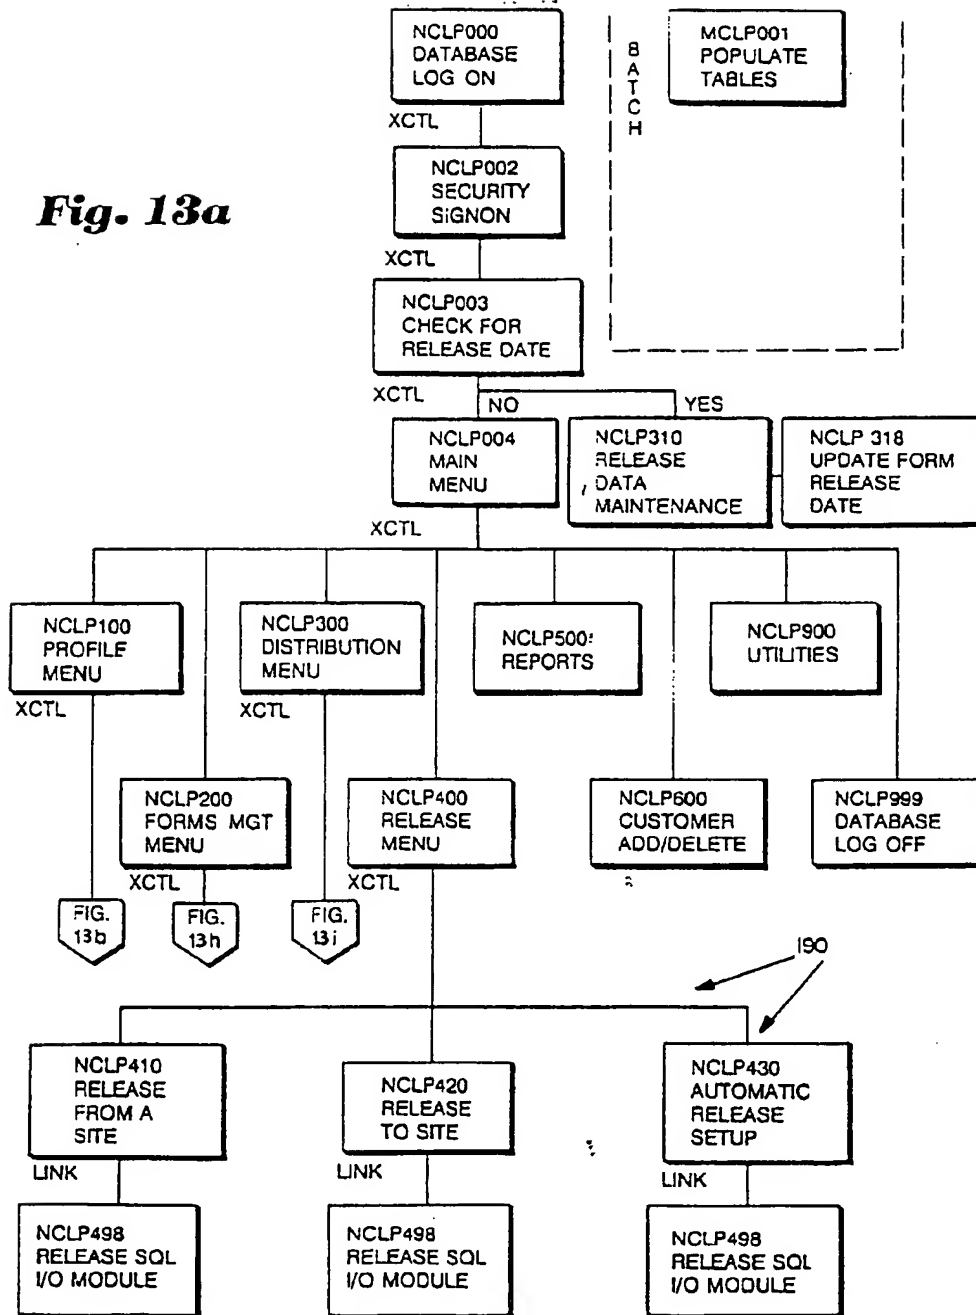 NCLP000
DATABASE
LOG ON
BATCH
MCLP001
POPULATE
TABLES
XCTL
NCLP002
SECURITY
SIGNON
Fig. 13a
XCTL
NCLP003
CHECK FOR
RELEASE DATE
XCTL
NO
YES
NCLP004
MAIN
MENU
NCLP310
RELEASE
DATA
MAINTENANCE
NCLP 318
UPDATE FORM
RELEASE
DATE
XCTL
NCLP100
PROFILE
MENU
NCLP300
DISTRIBUTION
MENU
NCLP500
REPORTS
NCLP900
UTILITIES
XCTL
XCTL
NCLP200
FORMS MGT
MENU
NCLP400
RELEASE
MENU
NCLP600
CUSTOMER
ADD/DELETE
NCLP999
DATABASE
LOG OFF
XCTL
XCTL
FIG.
13b
FIG.
13h
FIG.
13i
190
NCLP410
RELEASE
FROM A
SITE
NCLP420
RELEASE
TO SITE
NCLP430
AUTOMATIC
RELEASE
SETUP
LINK
LINK
LINK
NCLP498
RELEASE SQL
I/O MODULE
NCLP498
RELEASE SQL
I/O MODULE
NCLP498
RELEASE SQL
I/O MODULE